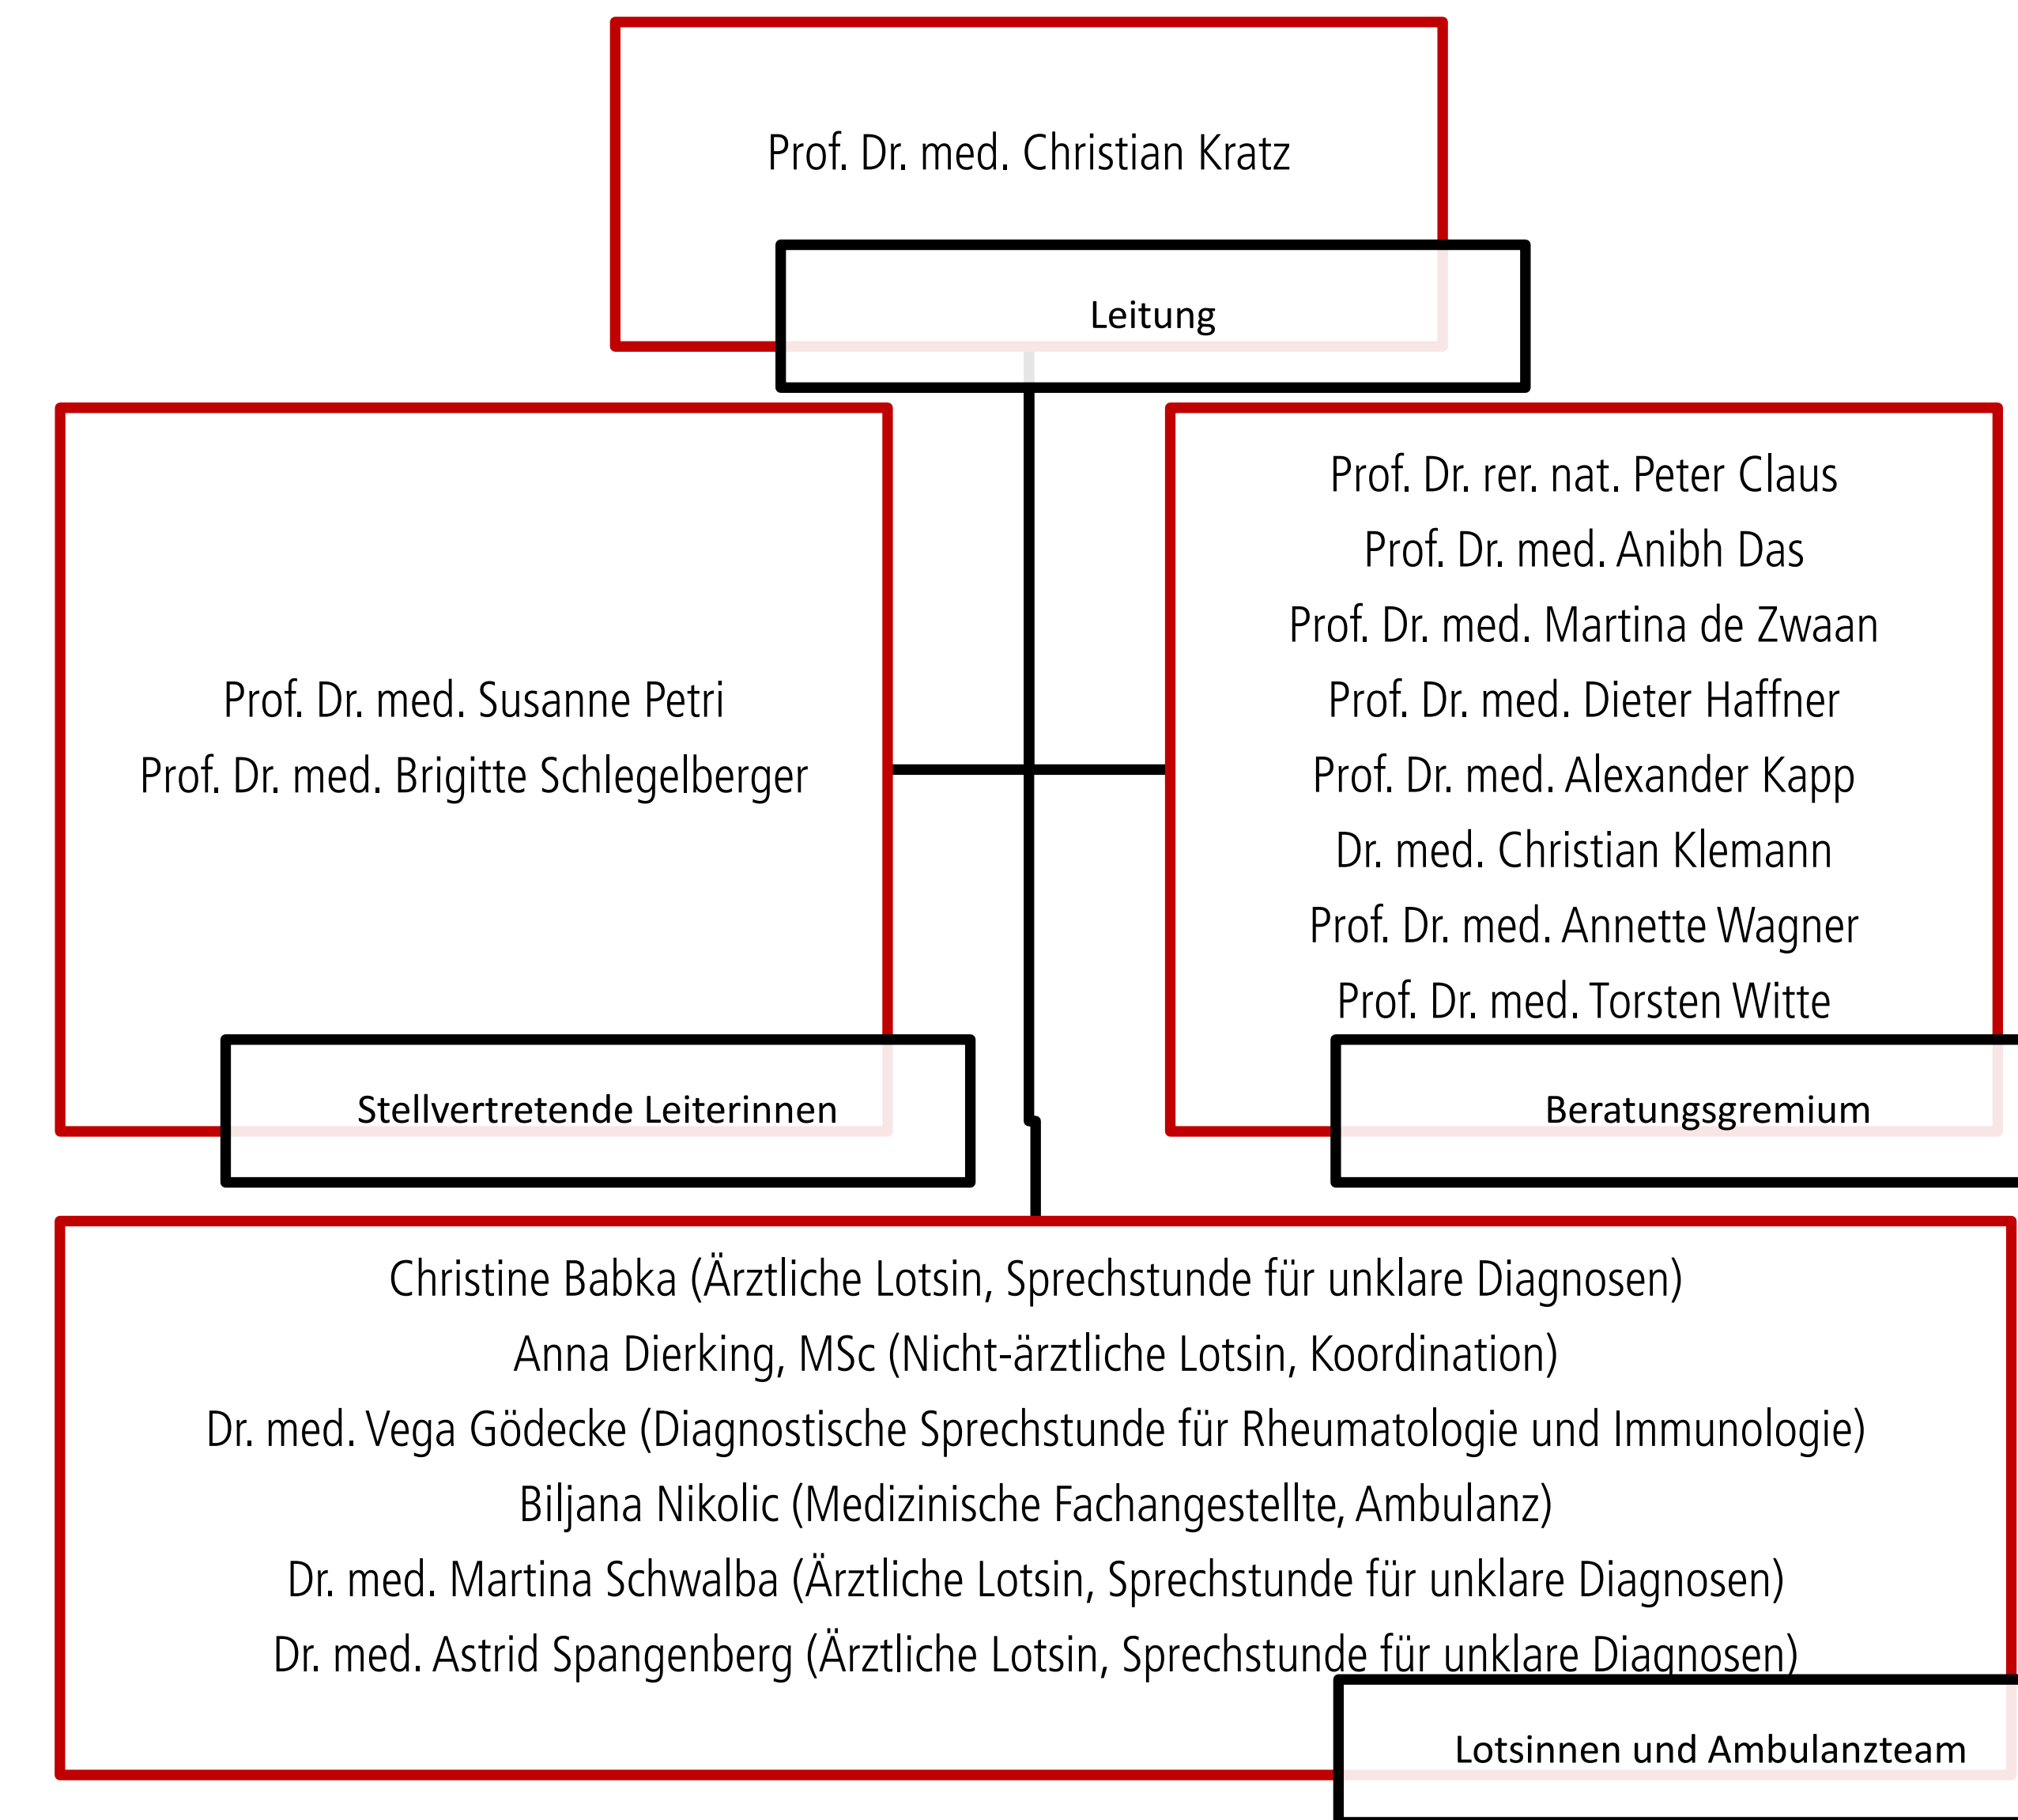 Prof. Dr. med. Christian Kratz
Leitung
Prof. Dr. med. Susanne Petri
Prof. Dr. med. Brigitte Schlegelberger
Stellvertretende Leiterinnen
Prof. Dr. rer. nat. Peter Claus
Prof. Dr. med. Anibh Das
Prof. Dr. med. Martina de Zwaan
Prof. Dr. med. Dieter Haffner
Prof. Dr. med. Alexander Kapp
Dr. med. Christian Klemann
Prof. Dr. med. Annette Wagner
Prof. Dr. med. Torsten Witte
Beratungsgremium
Christine Babka (Ärztliche Lotsin, Sprechstunde für unklare Diagnosen)
Anna Dierking, MSc (Nicht-ärztliche Lotsin, Koordination)
Dr. med. Vega Gödecke (Diagnostische Sprechstunde für Rheumatologie und Immunologie)
Biljana Nikolic (Medizinische Fachangestellte, Ambulanz)
Dr. med. Martina Schwalba (Ärztliche Lotsin, Sprechstunde für unklare Diagnosen)
Dr. med. Astrid Spangenberg (Ärztliche Lotsin, Sprechstunde für unklare Diagnosen)
Lotsinnen und Ambulanzteam